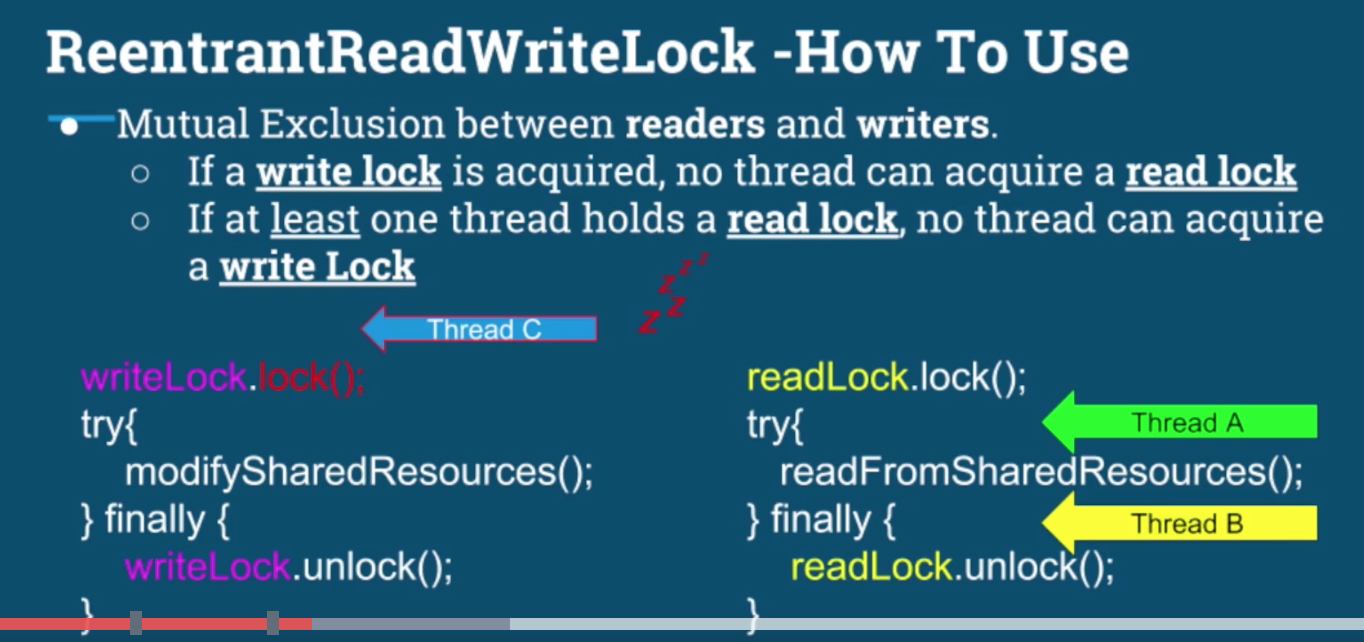 ReentrantReadWriteLock -How To Use
Mutual Exclusion between readers and writers.
If a write lock is acquired, no thread can acquire a read lock
If at least one thread holds a read lock, no thread can acquire
a write Lock
z z z z z
Thread C
writeLock.lock();
try{
modifySharedResources();
} finally {
writeLock.unlock();
}
readLock.lock();
try{
Thread A
readFromSharedResources();
} finally {
Thread B
readLock.unlock();
}